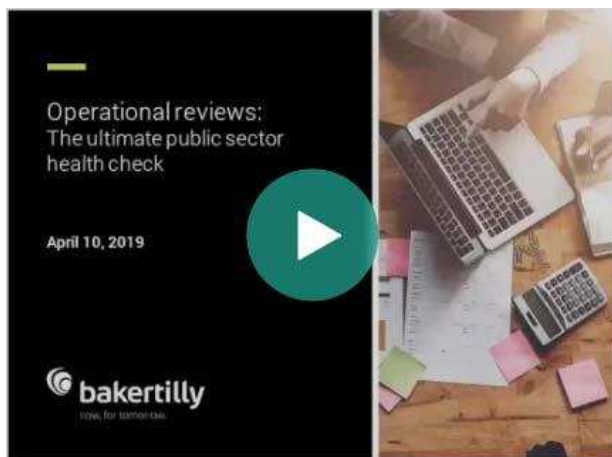 Operational reviews:
The ultimate public sector
health check
April 10, 2019
bakertilly
now, for tomorrow.